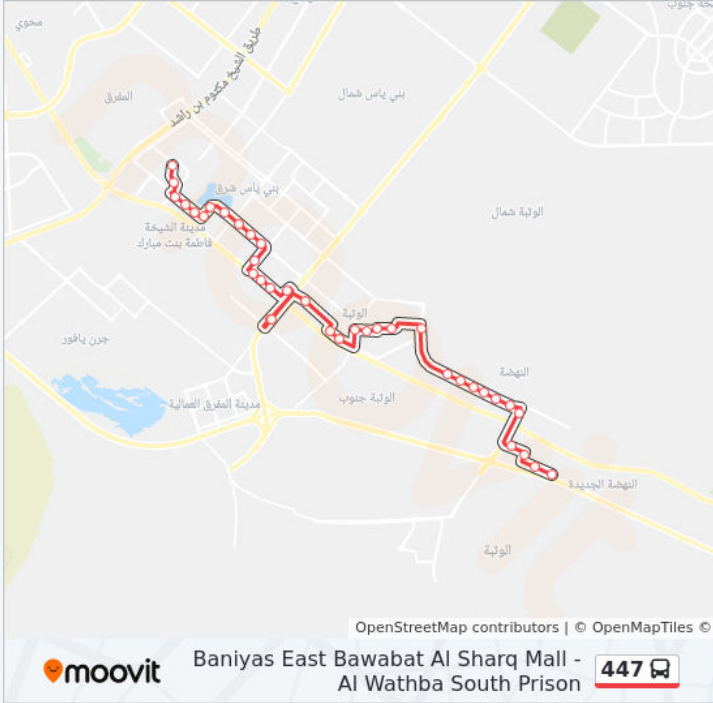 محوي
حة جنوب
طريق الشيخ مكتوم بن راشد
المفرق
بني ياس شمال
بني ياس شرق
الوثبة شمال
مدينة الشيخة
فاطمة بنت مبارك
الوثبة
جرن يافور
النهضة
مدينة المفرق العمالية
الوثبة جنوب
النهضة الجديدة
الوثبة
OpenStreetMap contributors | © OpenMapTiles ©
moovit
Baniyas East Bawabat Al Sharq Mall -
Al Wathba South Prison
447